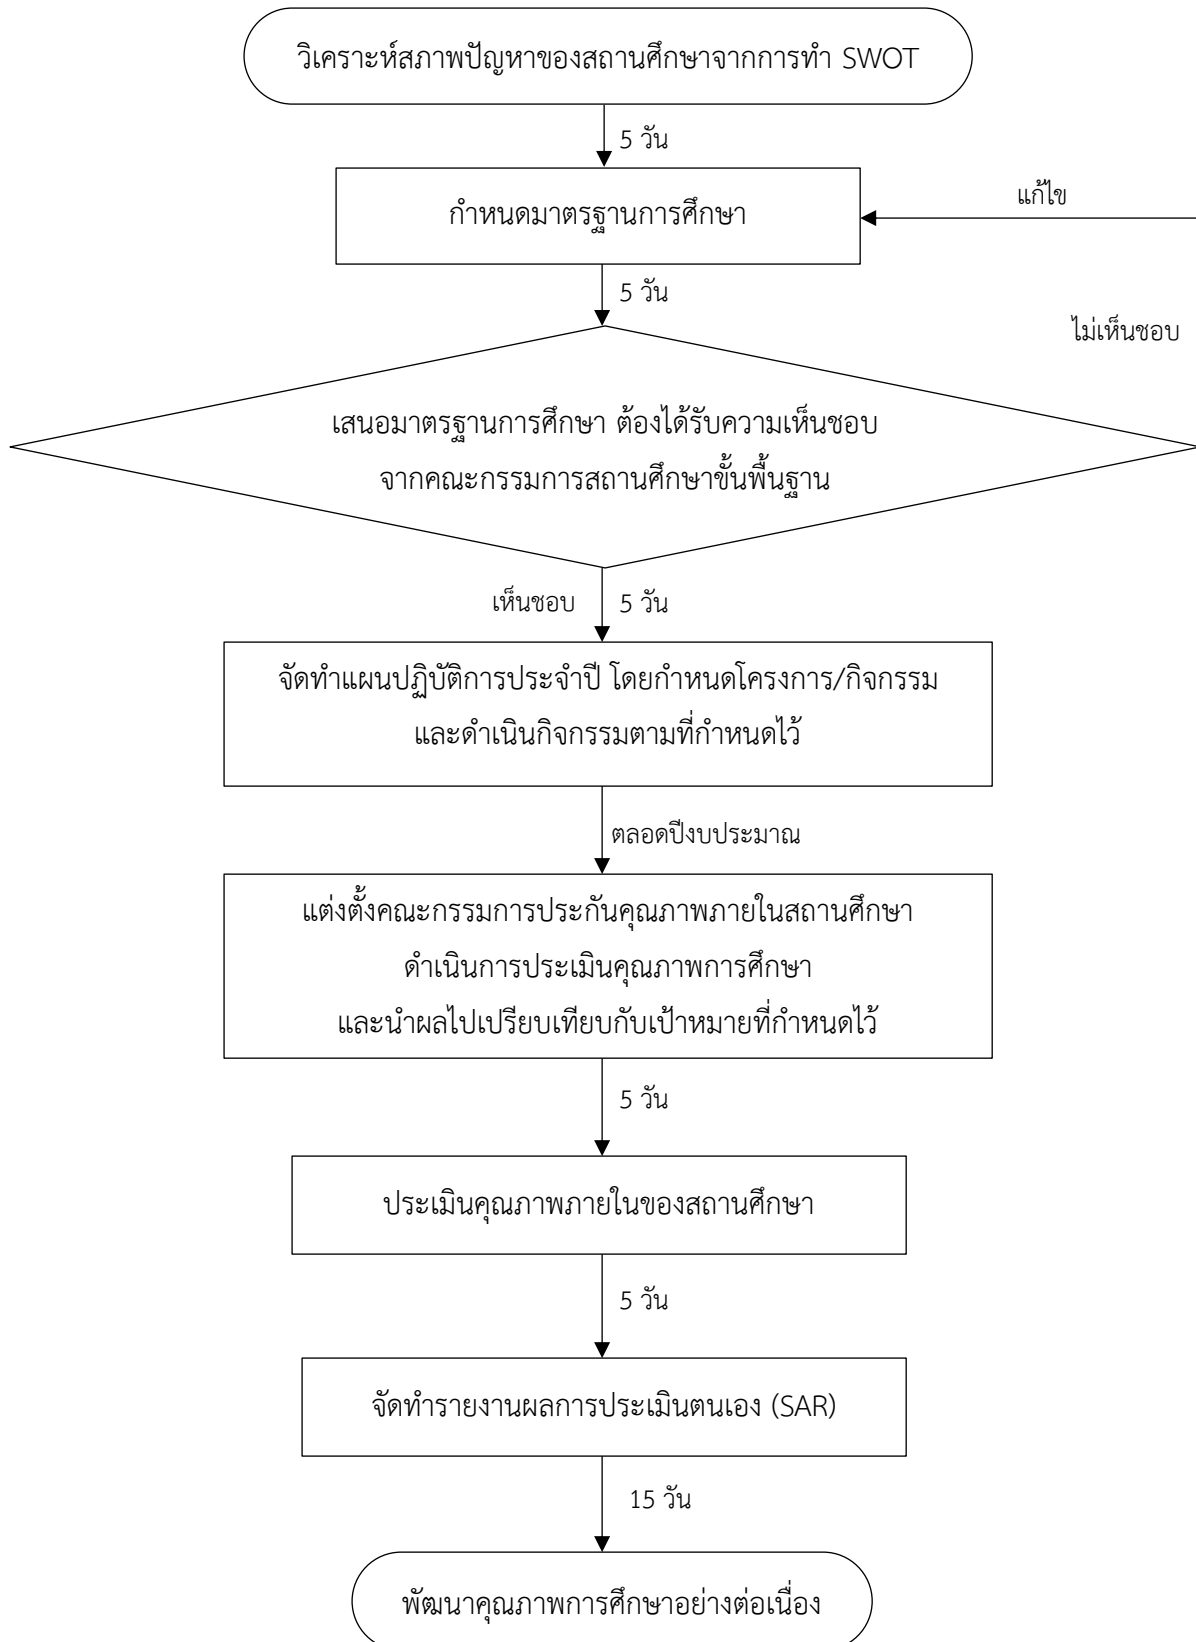 วิเคราะห์สภาพปัญหาของสถานศึกษาจากการทำ SWOT
5 วัน
กำหนดมาตรฐานการศึกษา
แก้ไข
5 วัน
ไม่เห็นชอบ
เสนอมาตรฐานการศึกษา ต้องได้รับความเห็นชอบ
จากคณะกรรมการสถานศึกษาขั้นพื้นฐาน
เห็นชอบ
5 วัน
จัดทำแผนปฏิบัติการประจำปี โดยกำหนดโครงการ/กิจกรรม
และดำเนินกิจกรรมตามที่กำหนดไว้
ตลอดปีงบประมาณ
แต่งตั้งคณะกรรมการประกันคุณภาพภายในสถานศึกษา
ดำเนินการประเมินคุณภาพการศึกษา
และนำผลไปเปรียบเทียบกับเป้าหมายที่กำหนดไว้
5 วัน
ประเมินคุณภาพภายในของสถานศึกษา
5 วัน
จัดทำรายงานผลการประเมินตนเอง (SAR)
15 วัน
พัฒนาคุณภาพการศึกษาอย่างต่อเนื่อง